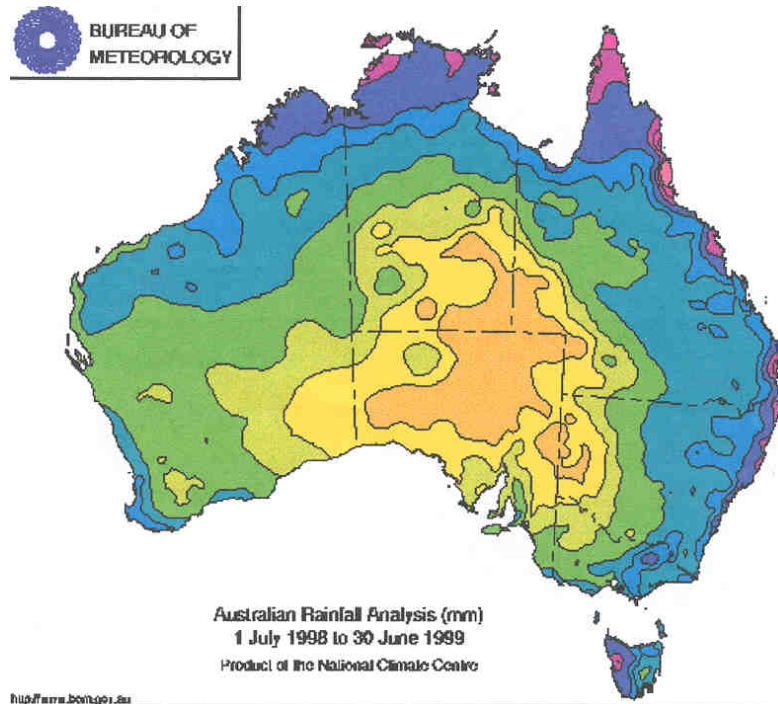 BUREAU OF
METEOROLOGY
Australian Rainfall Analysis (mm)
1 July 1998 to 30 June 1999
Product of the National Climate Centre